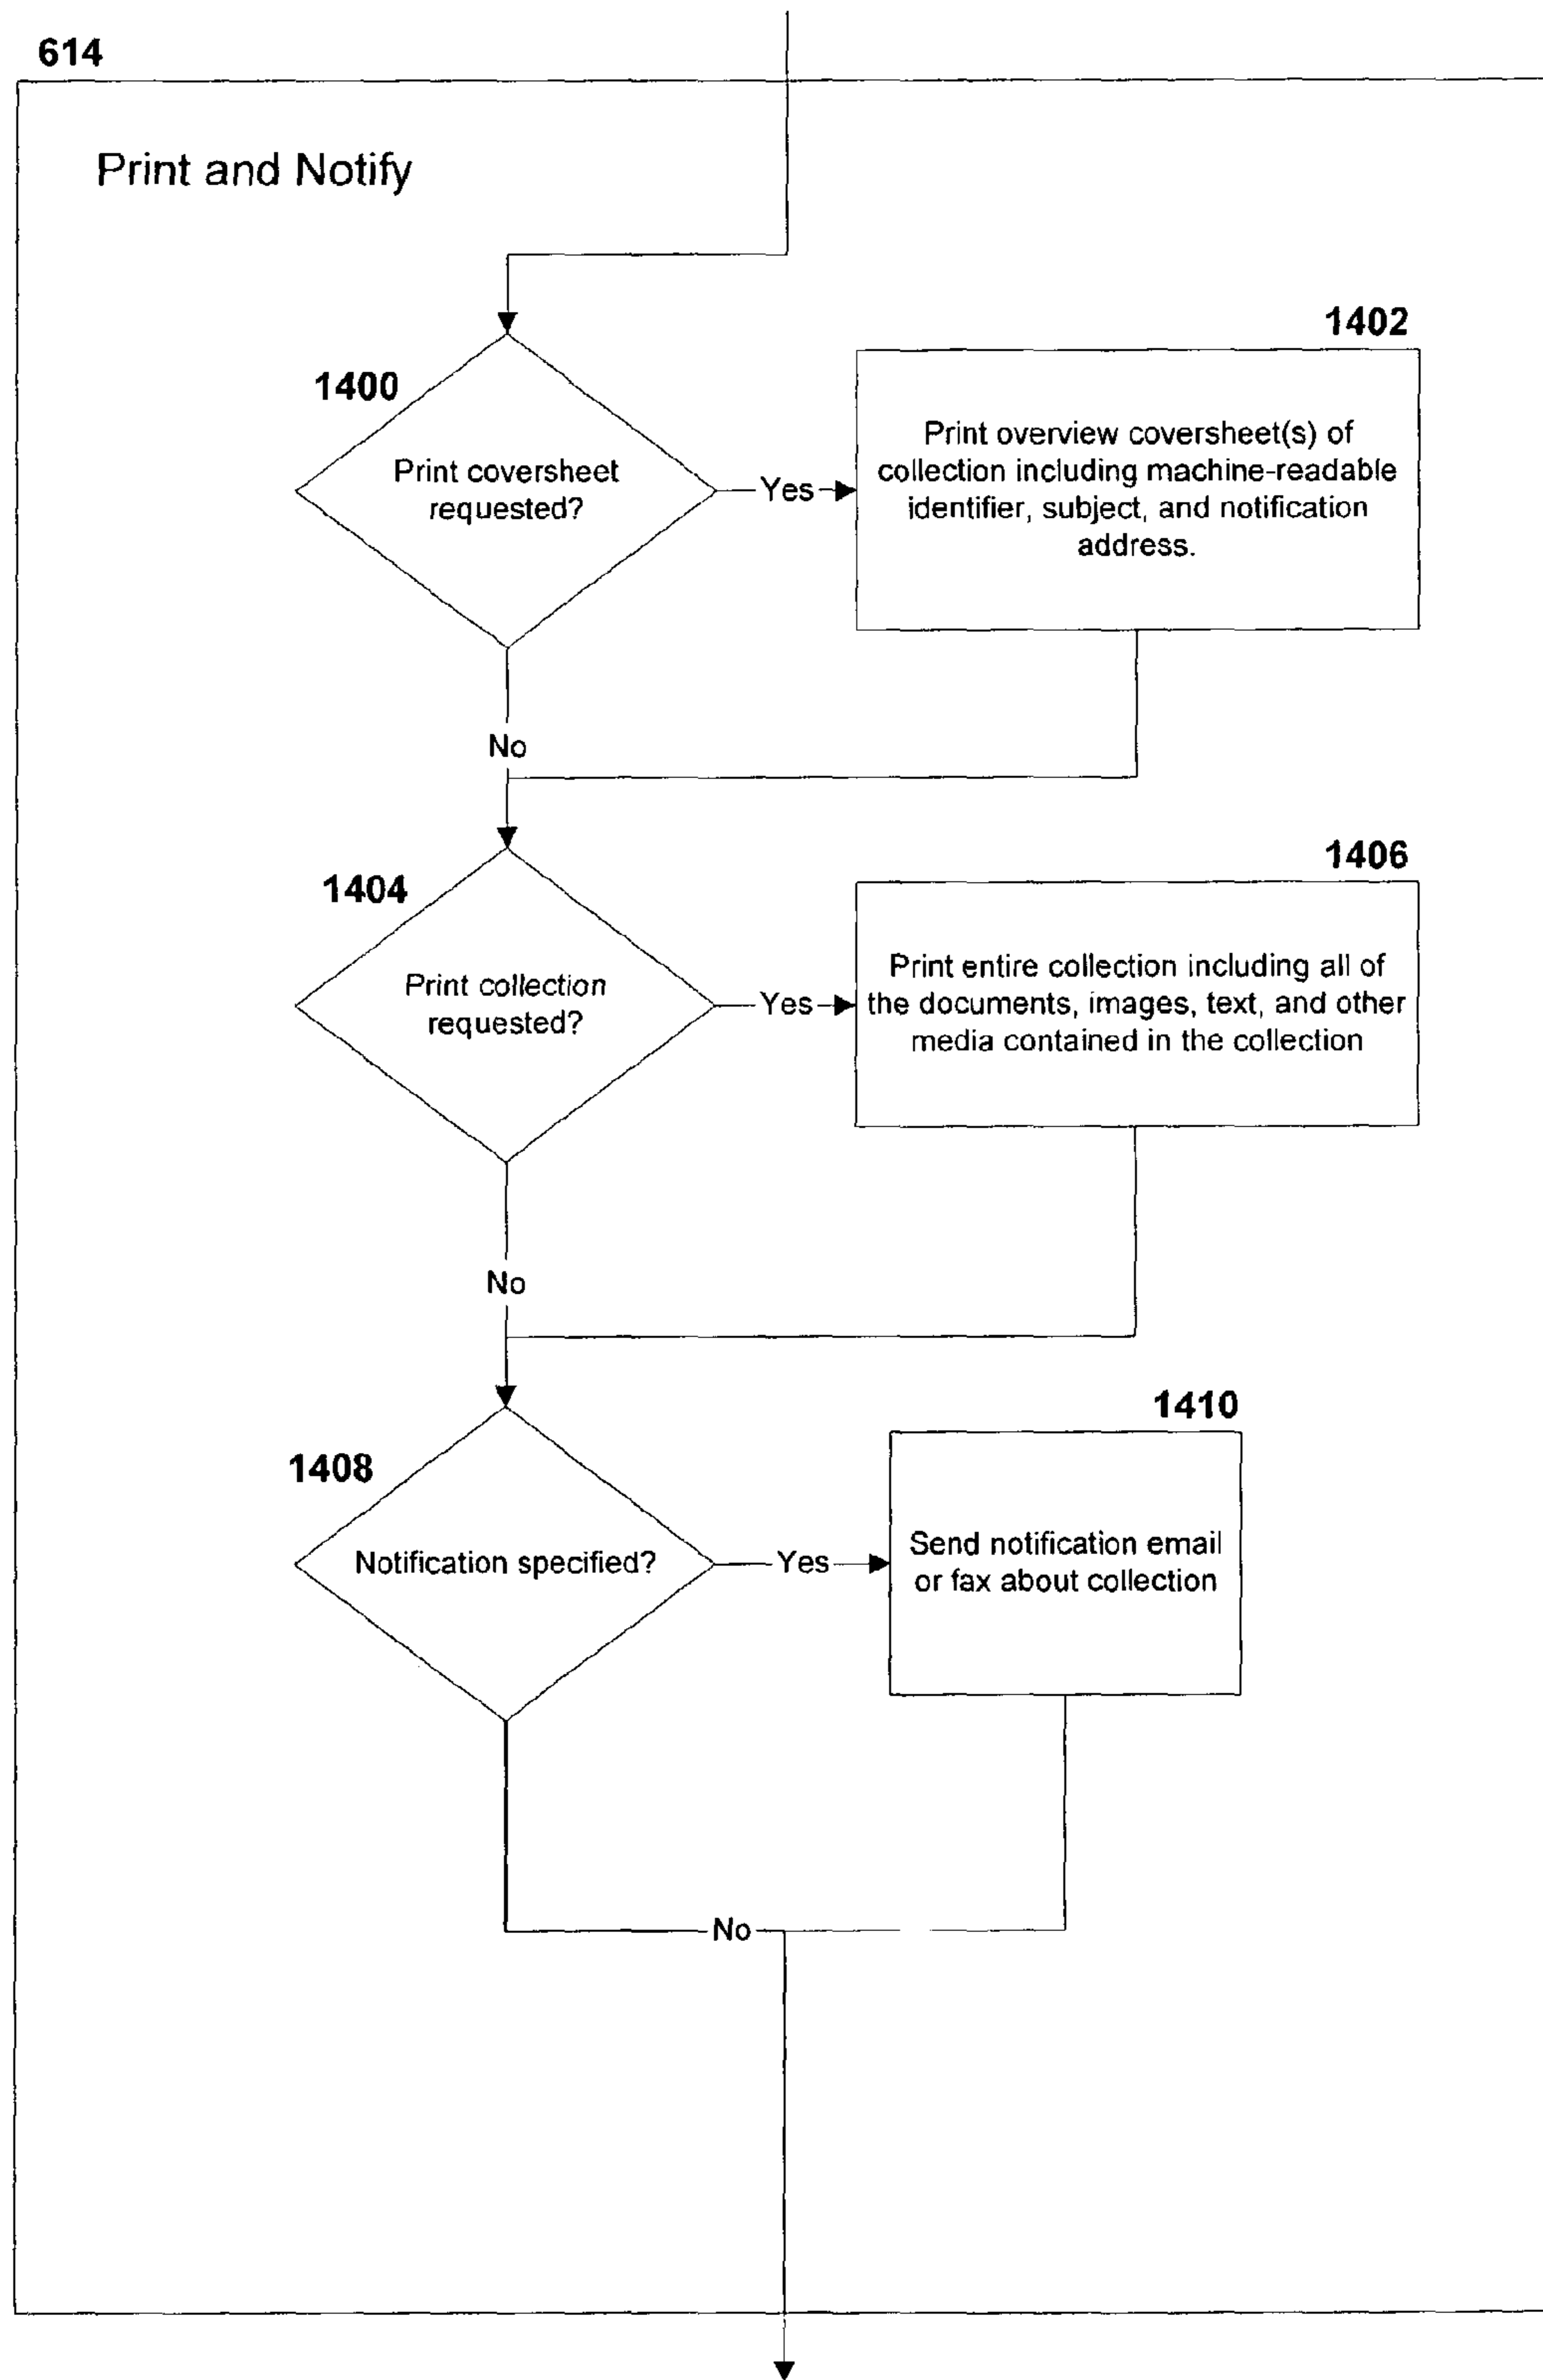 614
Print and Notify
1400
Print coversheet
requested?
Yes
1402
Print overview coversheet(s) of
collection including machine-readable
identifier, subject, and notification
address.
No
1404
Print collection
requested?
Yes
1406
Print entire collection including all of
the documents, images, text, and other
media contained in the collection
No
1408
Notification specified?
Yes
1410
Send notification email
or fax about collection
No